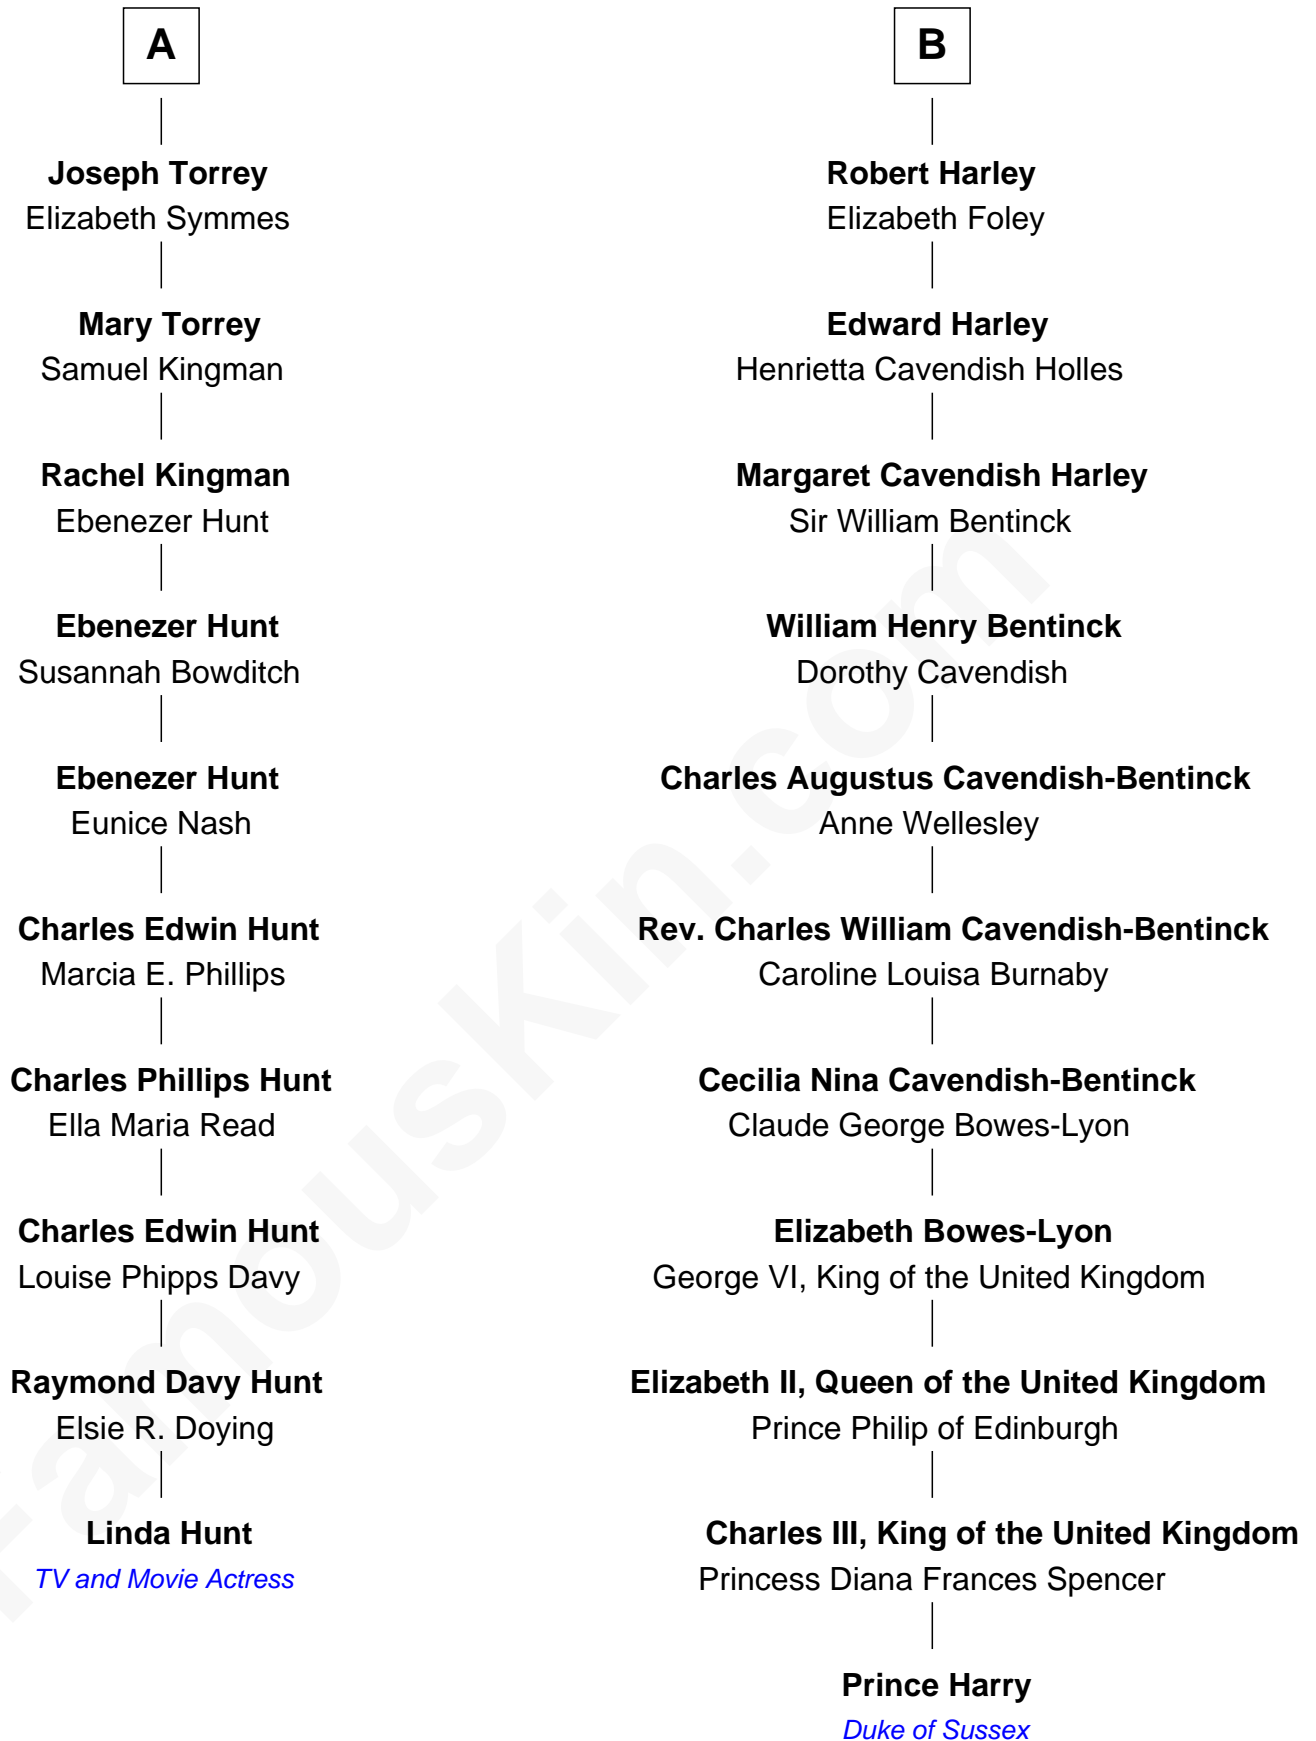 A
Joseph Torrey
Elizabeth Symmes
Mary Torrey
Samuel Kingman
Rachel Kingman
Ebenezer Hunt
Ebenezer Hunt
Susannah Bowditch
Ebenezer Hunt
Eunice Nash
Charles Edwin Hunt
Marcia E. Phillips
Charles Phillips Hunt
Ella Maria Read
Charles Edwin Hunt
Louise Phipps Davy
Raymond Davy Hunt
Elsie R. Doying
Linda Hunt
TV and Movie Actress
B
Robert Harley
Elizabeth Foley
Edward Harley
Henrietta Cavendish Holles
Margaret Cavendish Harley
Sir William Bentinck
William Henry Bentinck
Dorothy Cavendish
Charles Augustus Cavendish-Bentinck
Anne Wellesley
Rev. Charles William Cavendish-Bentinck
Caroline Louisa Burnaby
Cecilia Nina Cavendish-Bentinck
Claude George Bowes-Lyon
Elizabeth Bowes-Lyon
George VI, King of the United Kingdom
Elizabeth II, Queen of the United Kingdom
Prince Philip of Edinburgh
Charles III, King of the United Kingdom
Princess Diana Frances Spencer
Prince Harry
Duke of Sussex
FamousKin.com